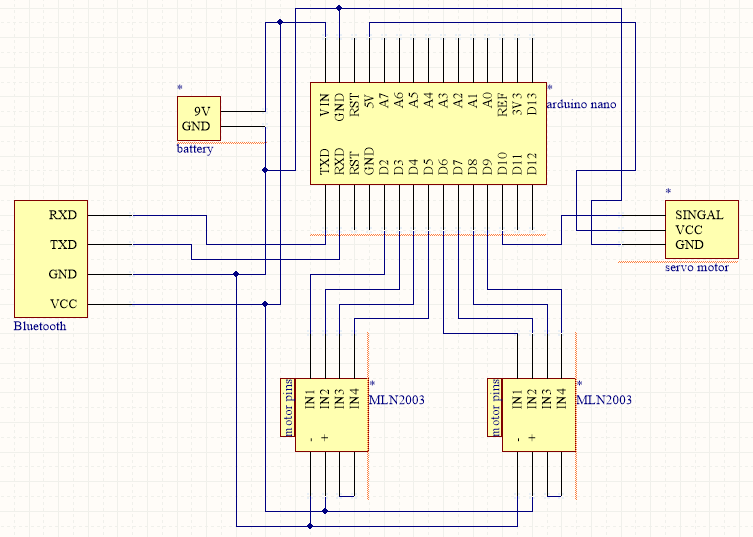 *
9V
GND
battery
VIN
GND
RST
5V
A7
A6
A5
A4
A3
A2
A1
A0
REF
3V3
D13
*
arduino nano
TXD
RXD
RST
GND
D2
D3
D4
D5
D6
D7
D8
D9
D10
D11
D12
RXD
TXD
GND
VCC
Bluetooth
*
SINGAL
VCC
GND
servo motor
motor pins
IN1
IN2
IN3
IN4
- +
*
MLN2003
motor pins
IN1
IN2
IN3
IN4
- +
*
MLN2003